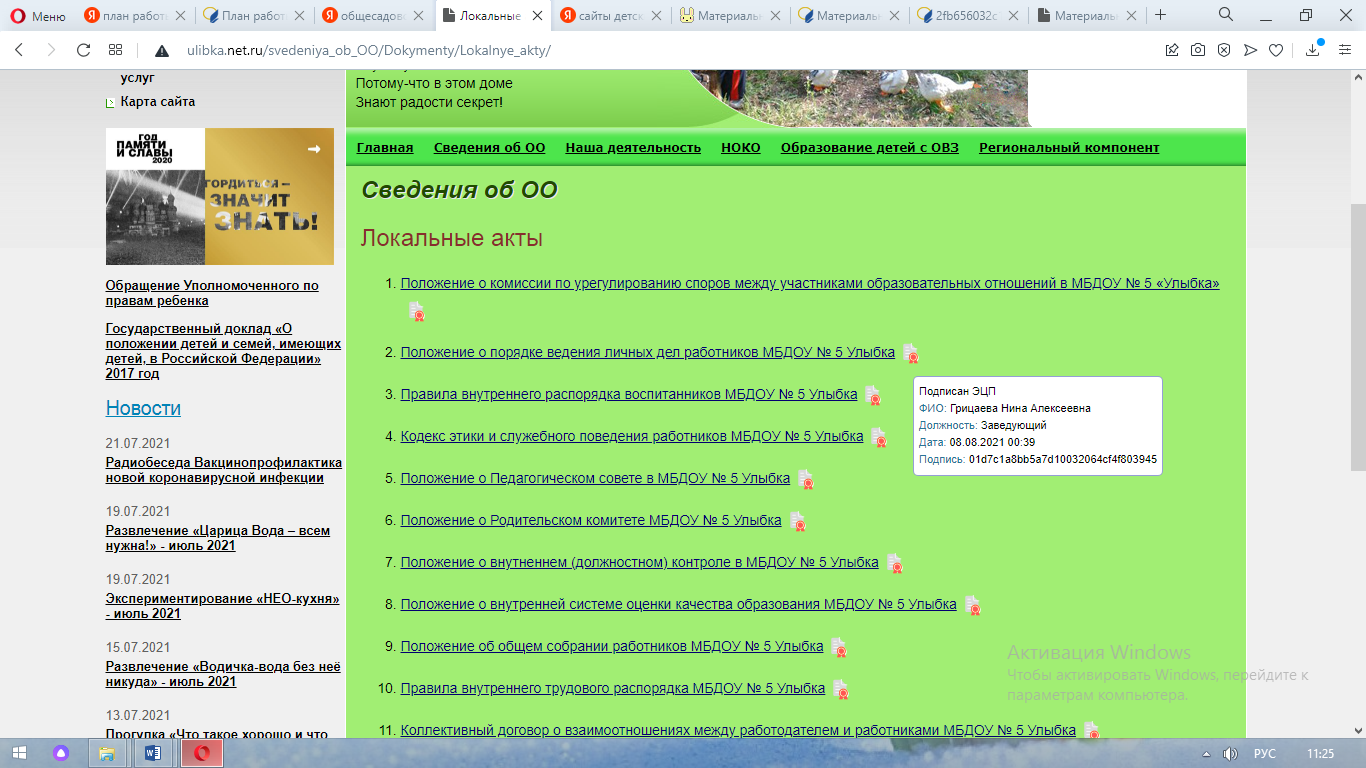 Меню
план работ
План работ
общесадов
Локальные
сайты детск
Материаль
Материаль
2fb656032c
Материаль
ulibka.net.ru/svedeniya_ob_OO/Dokymenty/Lokalnye_akty/
услуг
Карта сайта
ГОД
ПАМЯТИ
И СЛАВЫ
2020
ГОРДИТЬСЯ –
ЗНАЧИТ
ЗНАТЬ!
Обращение Уполномоченного по
правам ребенка
Государственный доклад «О
положении детей и семей, имеющих
детей, в Российской Федерации»
2017 год
Новости
21.07.2021
Радиобеседа Вакцинопрофилактика
новой коронавирусной инфекции
19.07.2021
Развлечение «Царица Вода – всем
нужна!» - июль 2021
19.07.2021
Экспериментирование «НЕО-кухня»
- июль 2021
15.07.2021
Развлечение «Водичка-вода без неё
никуда» - июль 2021
13.07.2021
Прогулка «Что такое хорошо и что
Потому-что в этом доме
Знают радости секрет!
Главная Сведения об ОО Наша деятельность НОКО Образование детей с ОВЗ Региональный компонент
Сведения об ОО
Локальные акты
1. Положение о комиссии по урегулированию споров между участниками образовательных отношений в МБДОУ № 5 «Улыбка»
2. Положение о порядке ведения личных дел работников МБДОУ № 5 Улыбка
3. Правила внутреннего распорядка воспитанников МБДОУ № 5 Улыбка
4. Кодекс этики и служебного поведения работников МБДОУ № 5 Улыбка
5. Положение о Педагогическом совете в МБДОУ № 5 Улыбка
6. Положение о Родительском комитете МБДОУ № 5 Улыбка
7. Положение о внутненем (должностном) контроле в МБДОУ № 5 Улыбка
8. Положение о внутренней системе оценки качества образования МБДОУ № 5 Улыбка
9. Положение об общем собрании работников МБДОУ № 5 Улыбка
10. Правила внутреннего трудового распорядка МБДОУ № 5 Улыбка
11. Коллективный договор о взаимоотношениях между работодателем и работниками МБДОУ № 5 Улыбка
Подписан ЭЦП
ФИО: Грицаева Нина Алексеевна
Должность: Заведующий
Дата: 08.08.2021 00:39
Подпись: 01d7c1a8bb5a7d10032064cf4f803945
Активация Windows
Чтобы активировать Windows, перейдите к
параметрам компьютера.
РУС
11:25